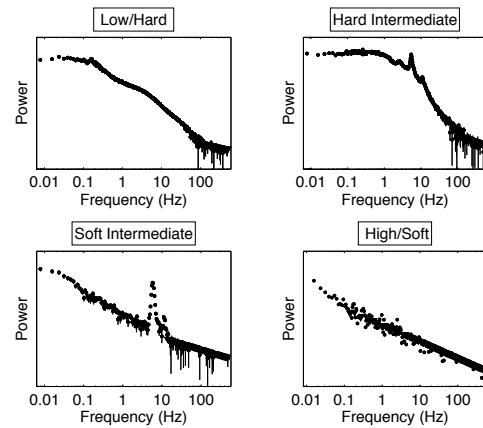 Low/Hard
Power
0.01 0.1 1 10 100
Frequency (Hz)
Hard Intermediate
Power
0.01 0.1 1 10 100
Frequency (Hz)
Soft Intermediate
Power
0.01 0.1 1 10 100
Frequency (Hz)
High/Soft
Power
0.01 0.1 1 10 100
Frequency (Hz)